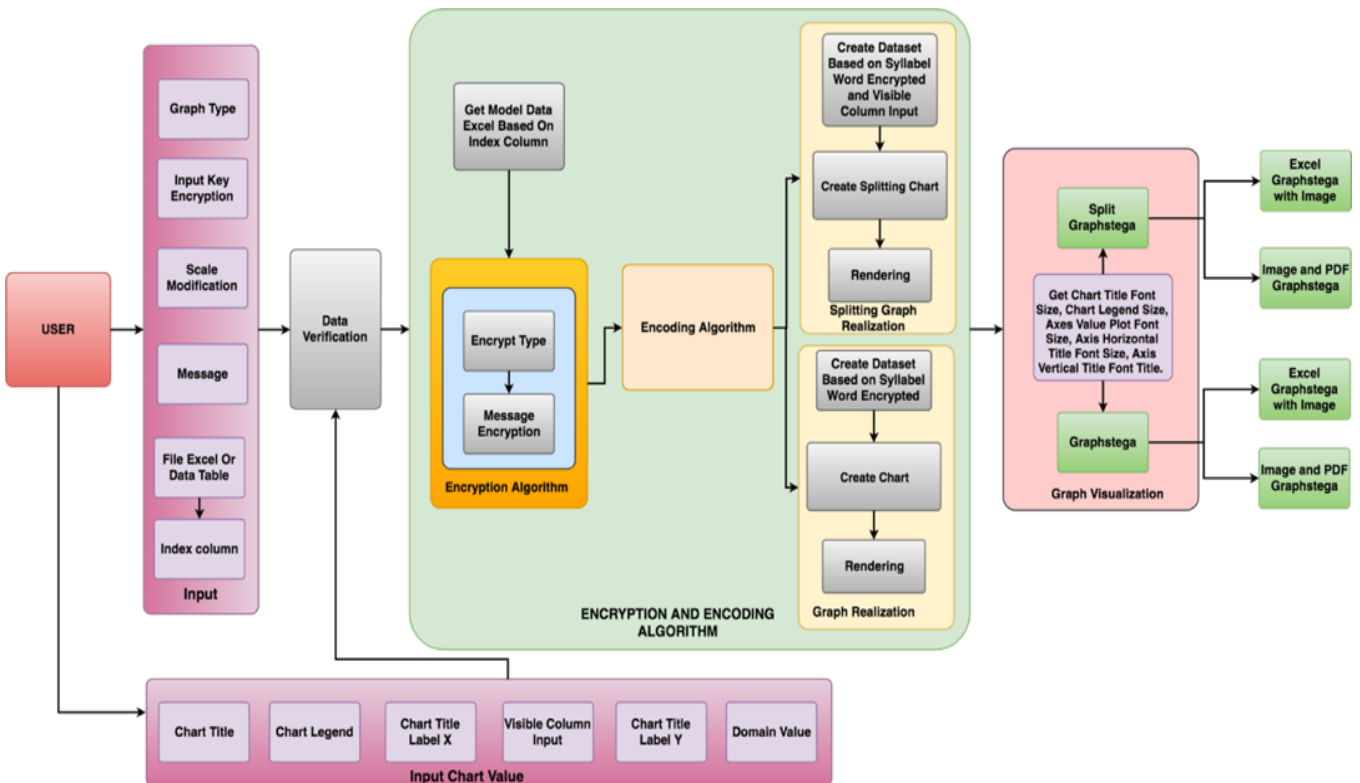 USER
Graph Type
Input Key
Encryption
Scale
Modification
Message
File Excel Or
Data Table
Index column
Input
Data
Verification
Get Model Data
Excel Based On
Index Column
Encrypt Type
Message
Encryption
Encryption Algorithm
Encoding Algorithm
Create Dataset
Based on Syllabel
Word Encrypted
and Visible
Column Input
Create Splitting Chart
Rendering
Splitting Graph
Realization
Create Dataset
Based on Syllabel
Word Encrypted
Create Chart
Rendering
Graph Realization
ENCRYPTION AND ENCODING
ALGORITHM
Split
Graphstega
Get Chart Title Font
Size, Chart Legend Size,
Axes Value Plot Font
Size, Axis Horizontal
Title Font Size, Axis
Vertical Title Font Title.
Graphstega
Graph Visualization
Excel
Graphstega
with Image
Image and PDF
Graphstega
Excel
Graphstega
with Image
Image and PDF
Graphstega
Chart Title
Chart Legend
Chart Title
Label X
Visible Column
Input
Chart Title
Label Y
Domain Value
Input Chart Value